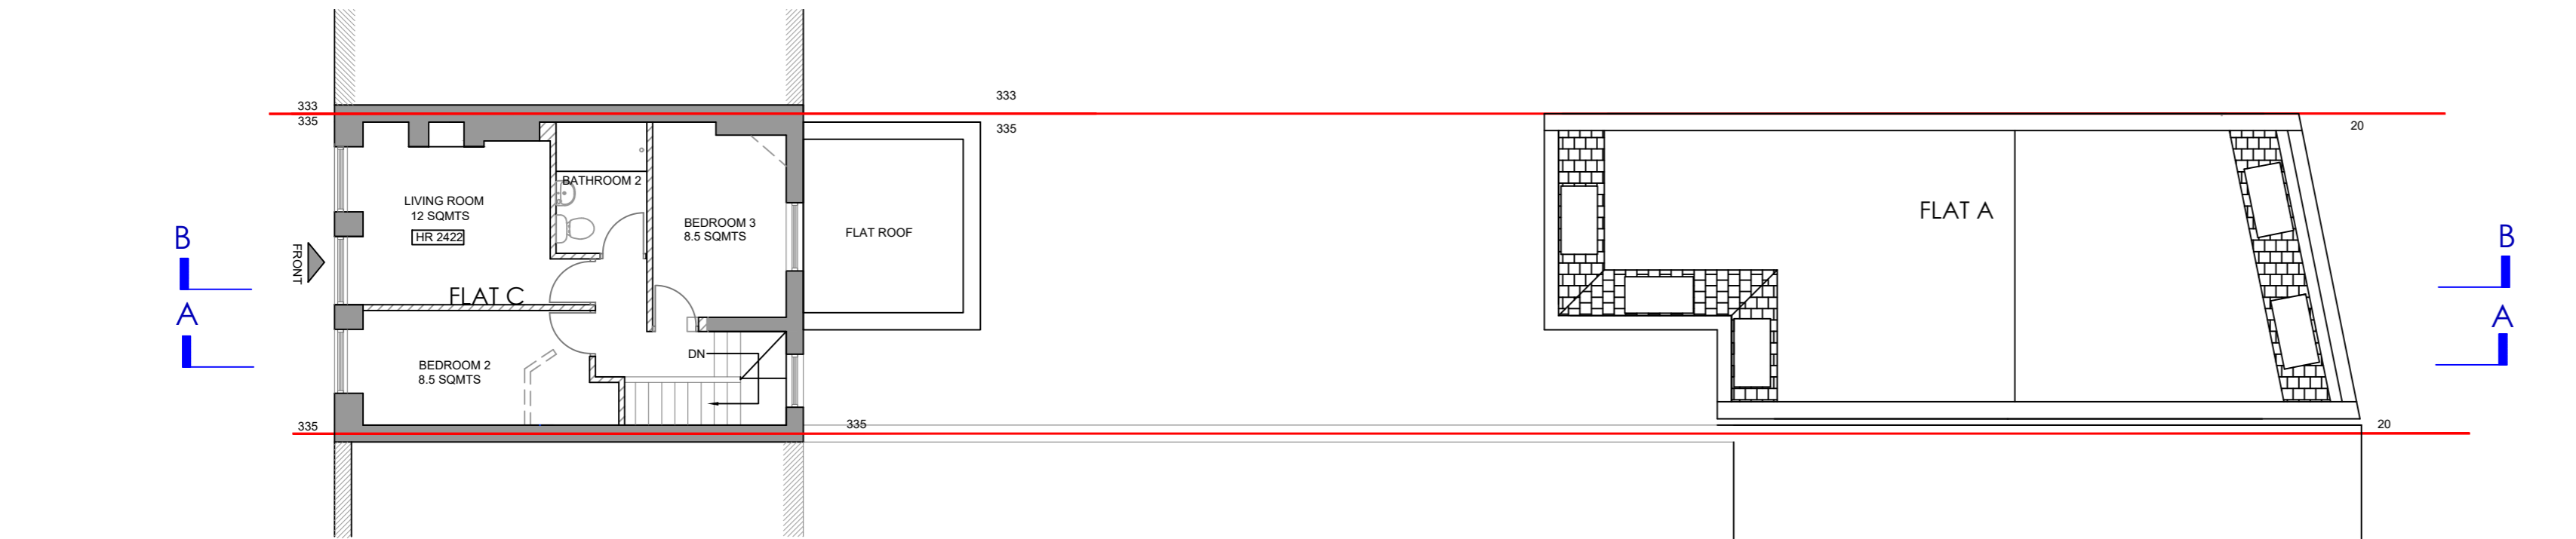 333
335
333
335
20
LIVING ROOM
12 SQMTS
HR 2422
BATHROOM 2
BEDROOM 3
8.5 SQMTS
FLAT ROOF
FLAT A
B
A
FRONT
FLAT C
BEDROOM 2
8.5 SQMTS
DN
B
A
335
335
20